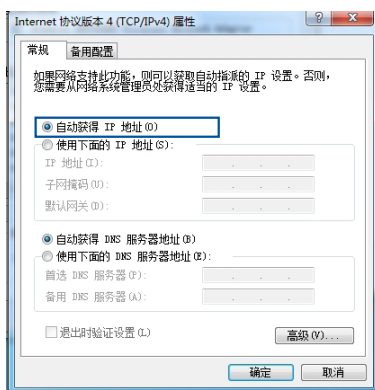 Internet 协议版本 4 (TCP/IPv4) 属性
常规
备用配置
如果网络支持此功能，则可以获取自动指派的 IP 设置。否则，
您需要从网络系统管理员处获得适当的 IP 设置。
自动获得 IP 地址(O)
使用下面的 IP 地址(S):
IP 地址(I):
子网掩码(U):
默认网关(D):
自动获得 DNS 服务器地址(B)
使用下面的 DNS 服务器地址(E):
首选 DNS 服务器(P):
备用 DNS 服务器(A):
退出时验证设置(L)
高级(V)...
确定
取消